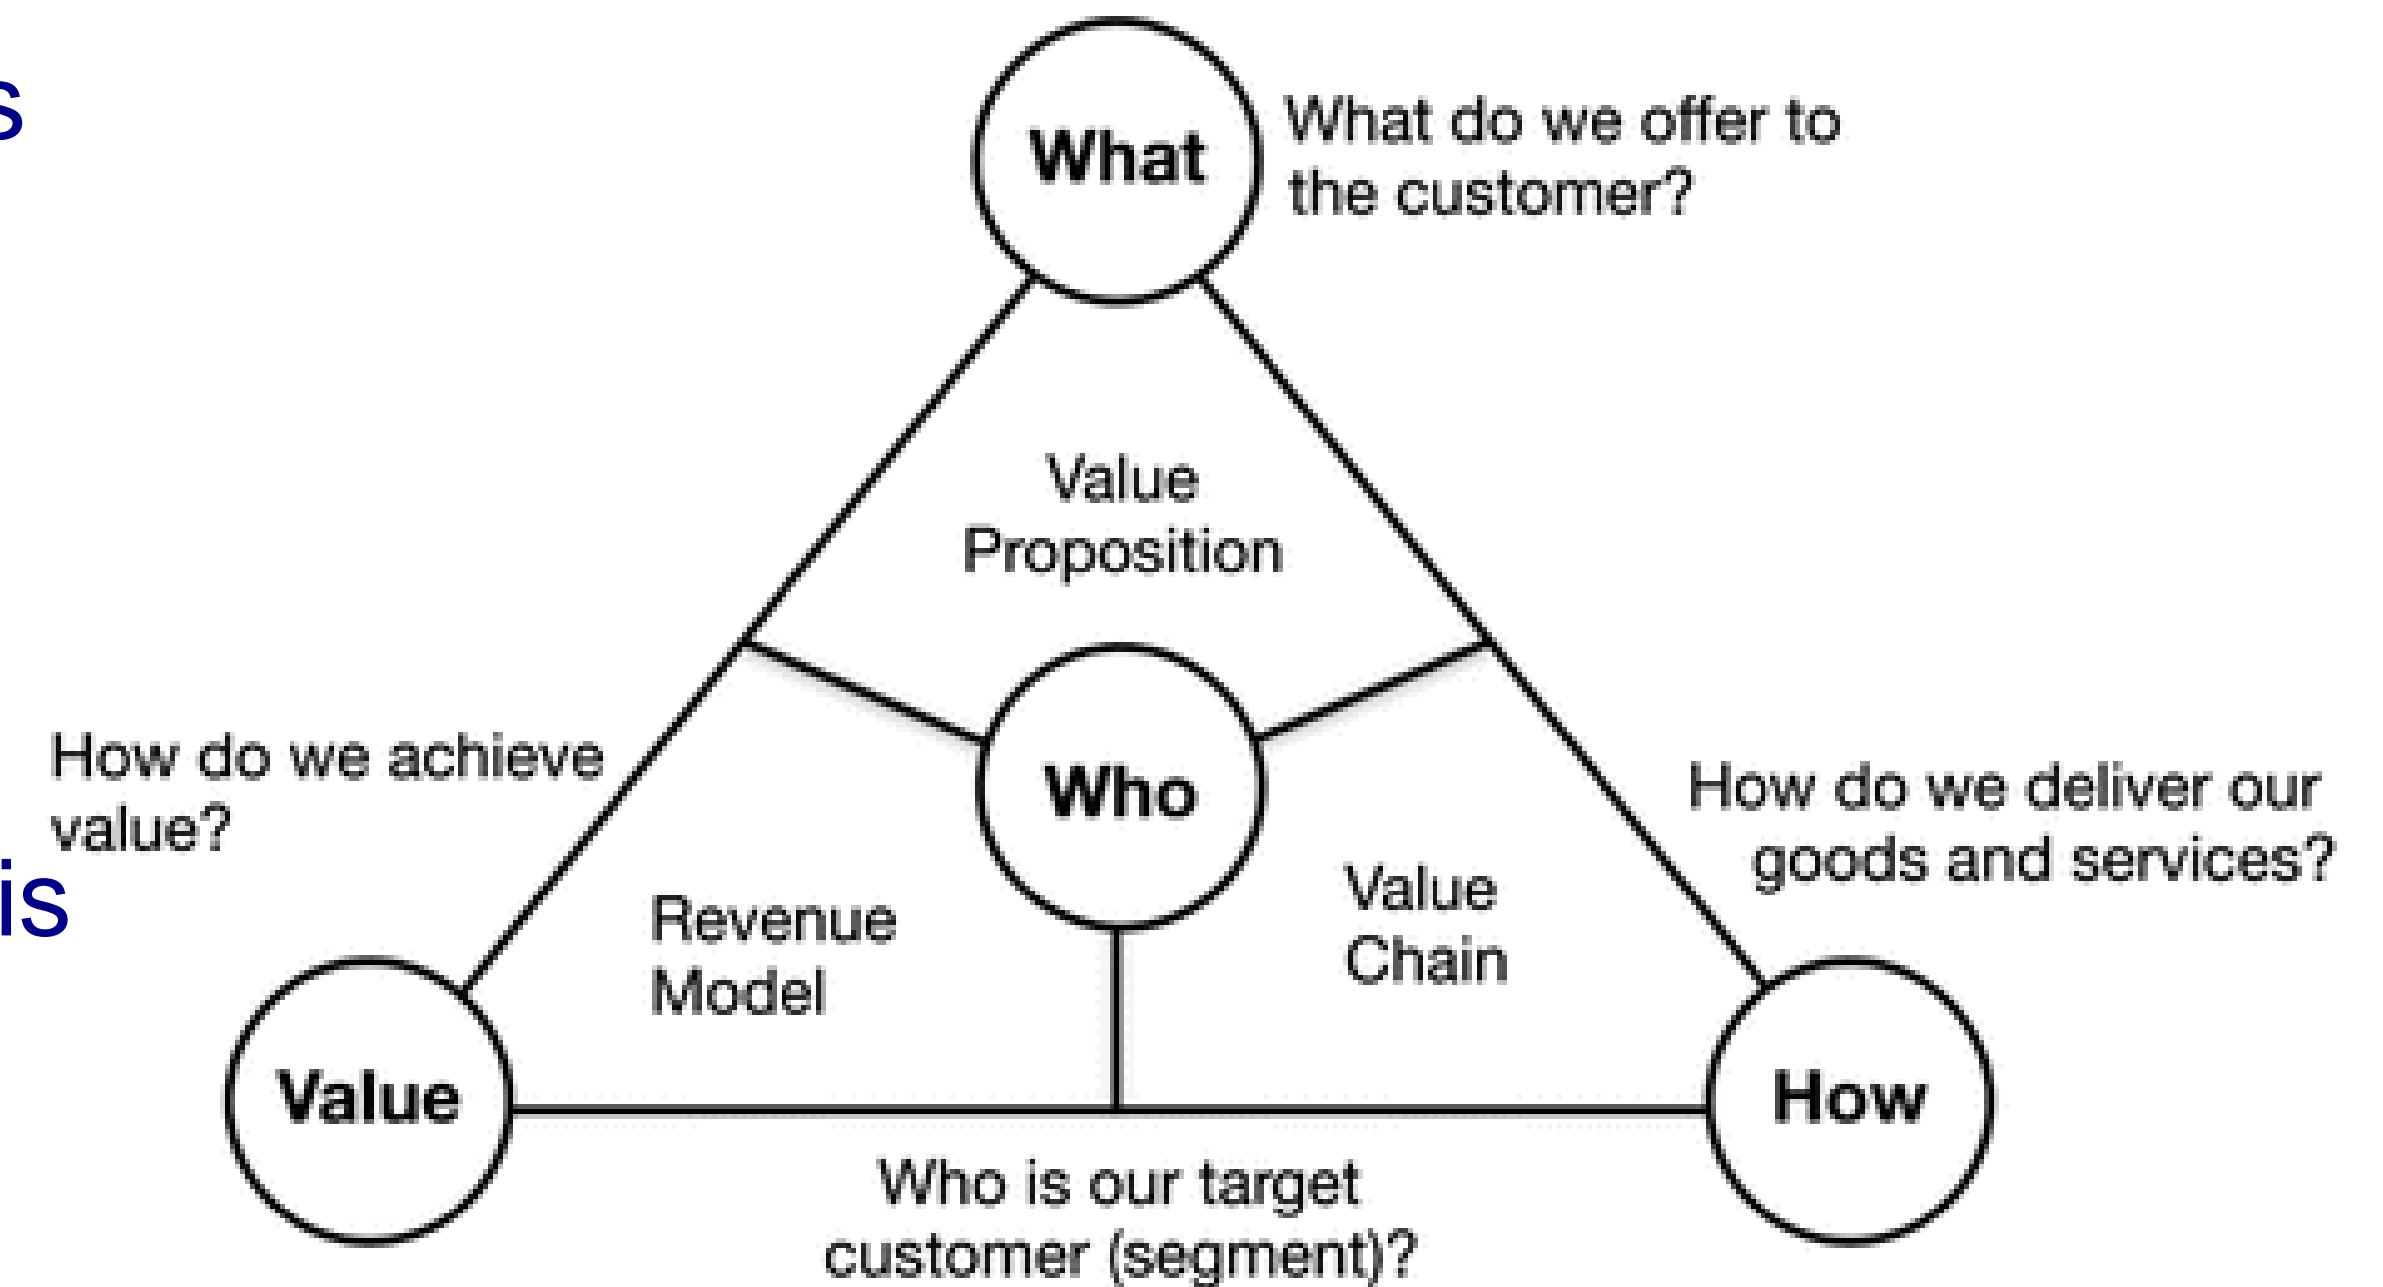 s
What
What do we offer to
the customer?
Value
Proposition
How do we achieve
value?
Who
How do we deliver our
goods and services?
is
Revenue
Model
Value
Chain
Value
How
Who is our target
customer (segment)?